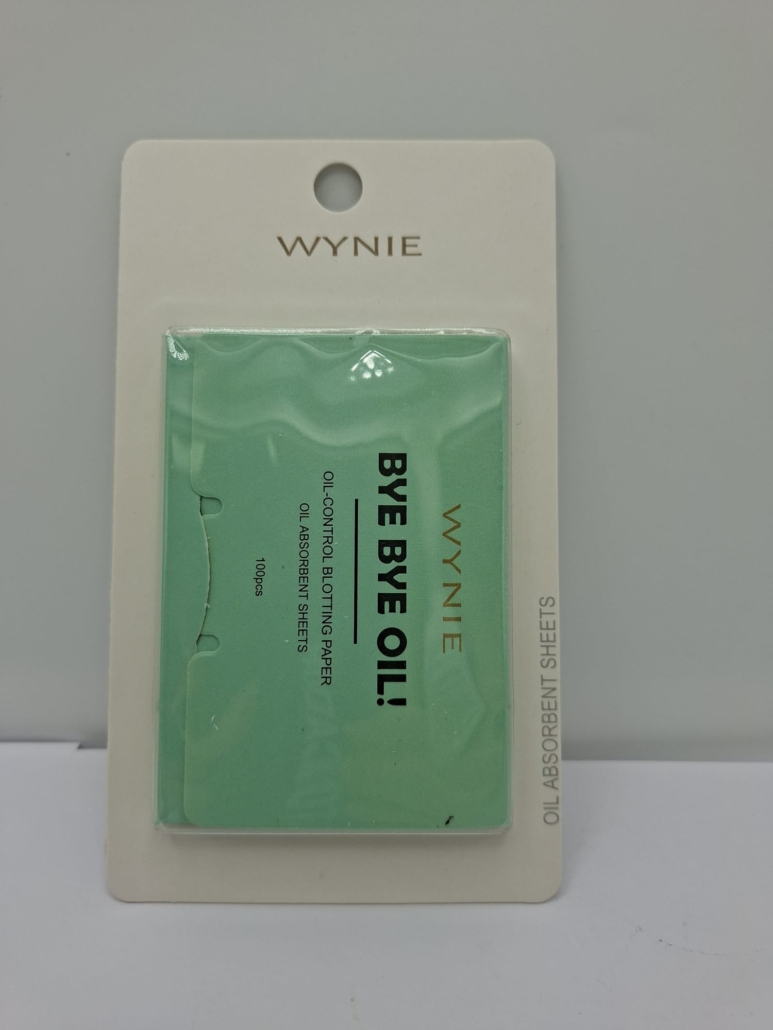 WYNIE
WYNIE
BYE BYE OIL!
OIL-CONTROL BLOTTING PAPER
OIL ABSORBENT SHEETS
100pcs
OIL ABSORBENT SHEETS